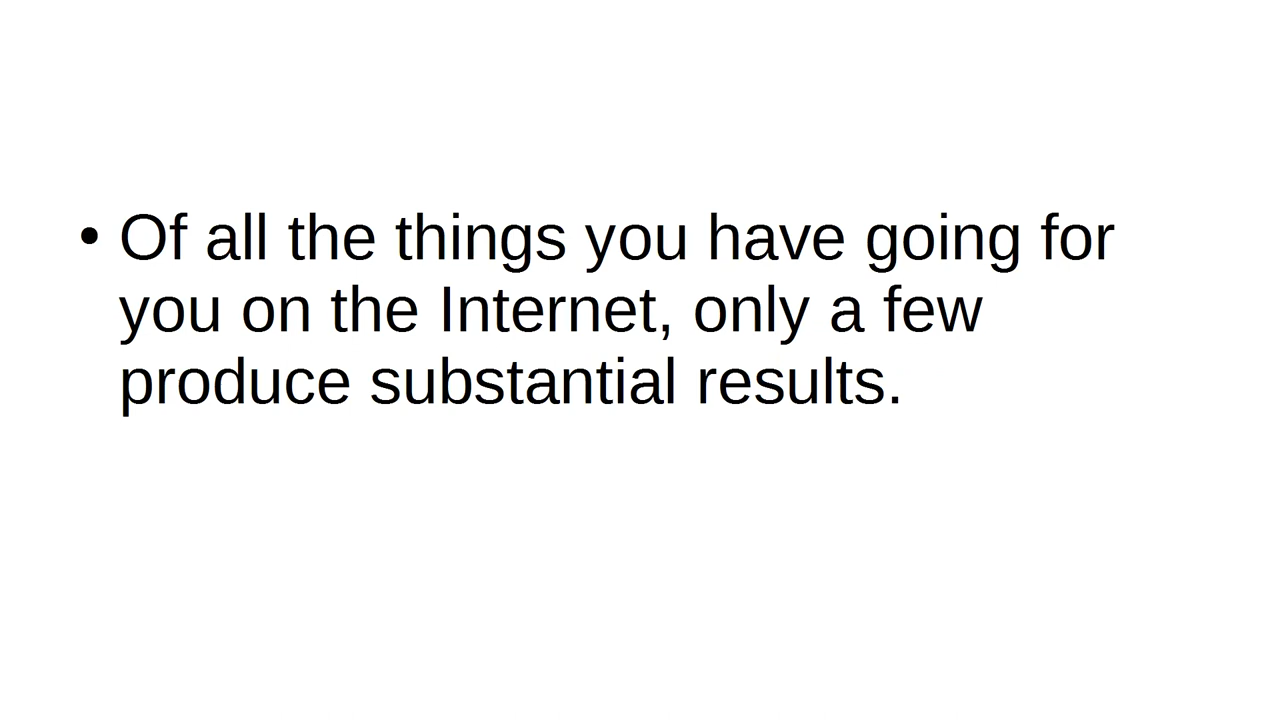 • Of all the things you have going for
you on the Internet, only a few
produce substantial results.